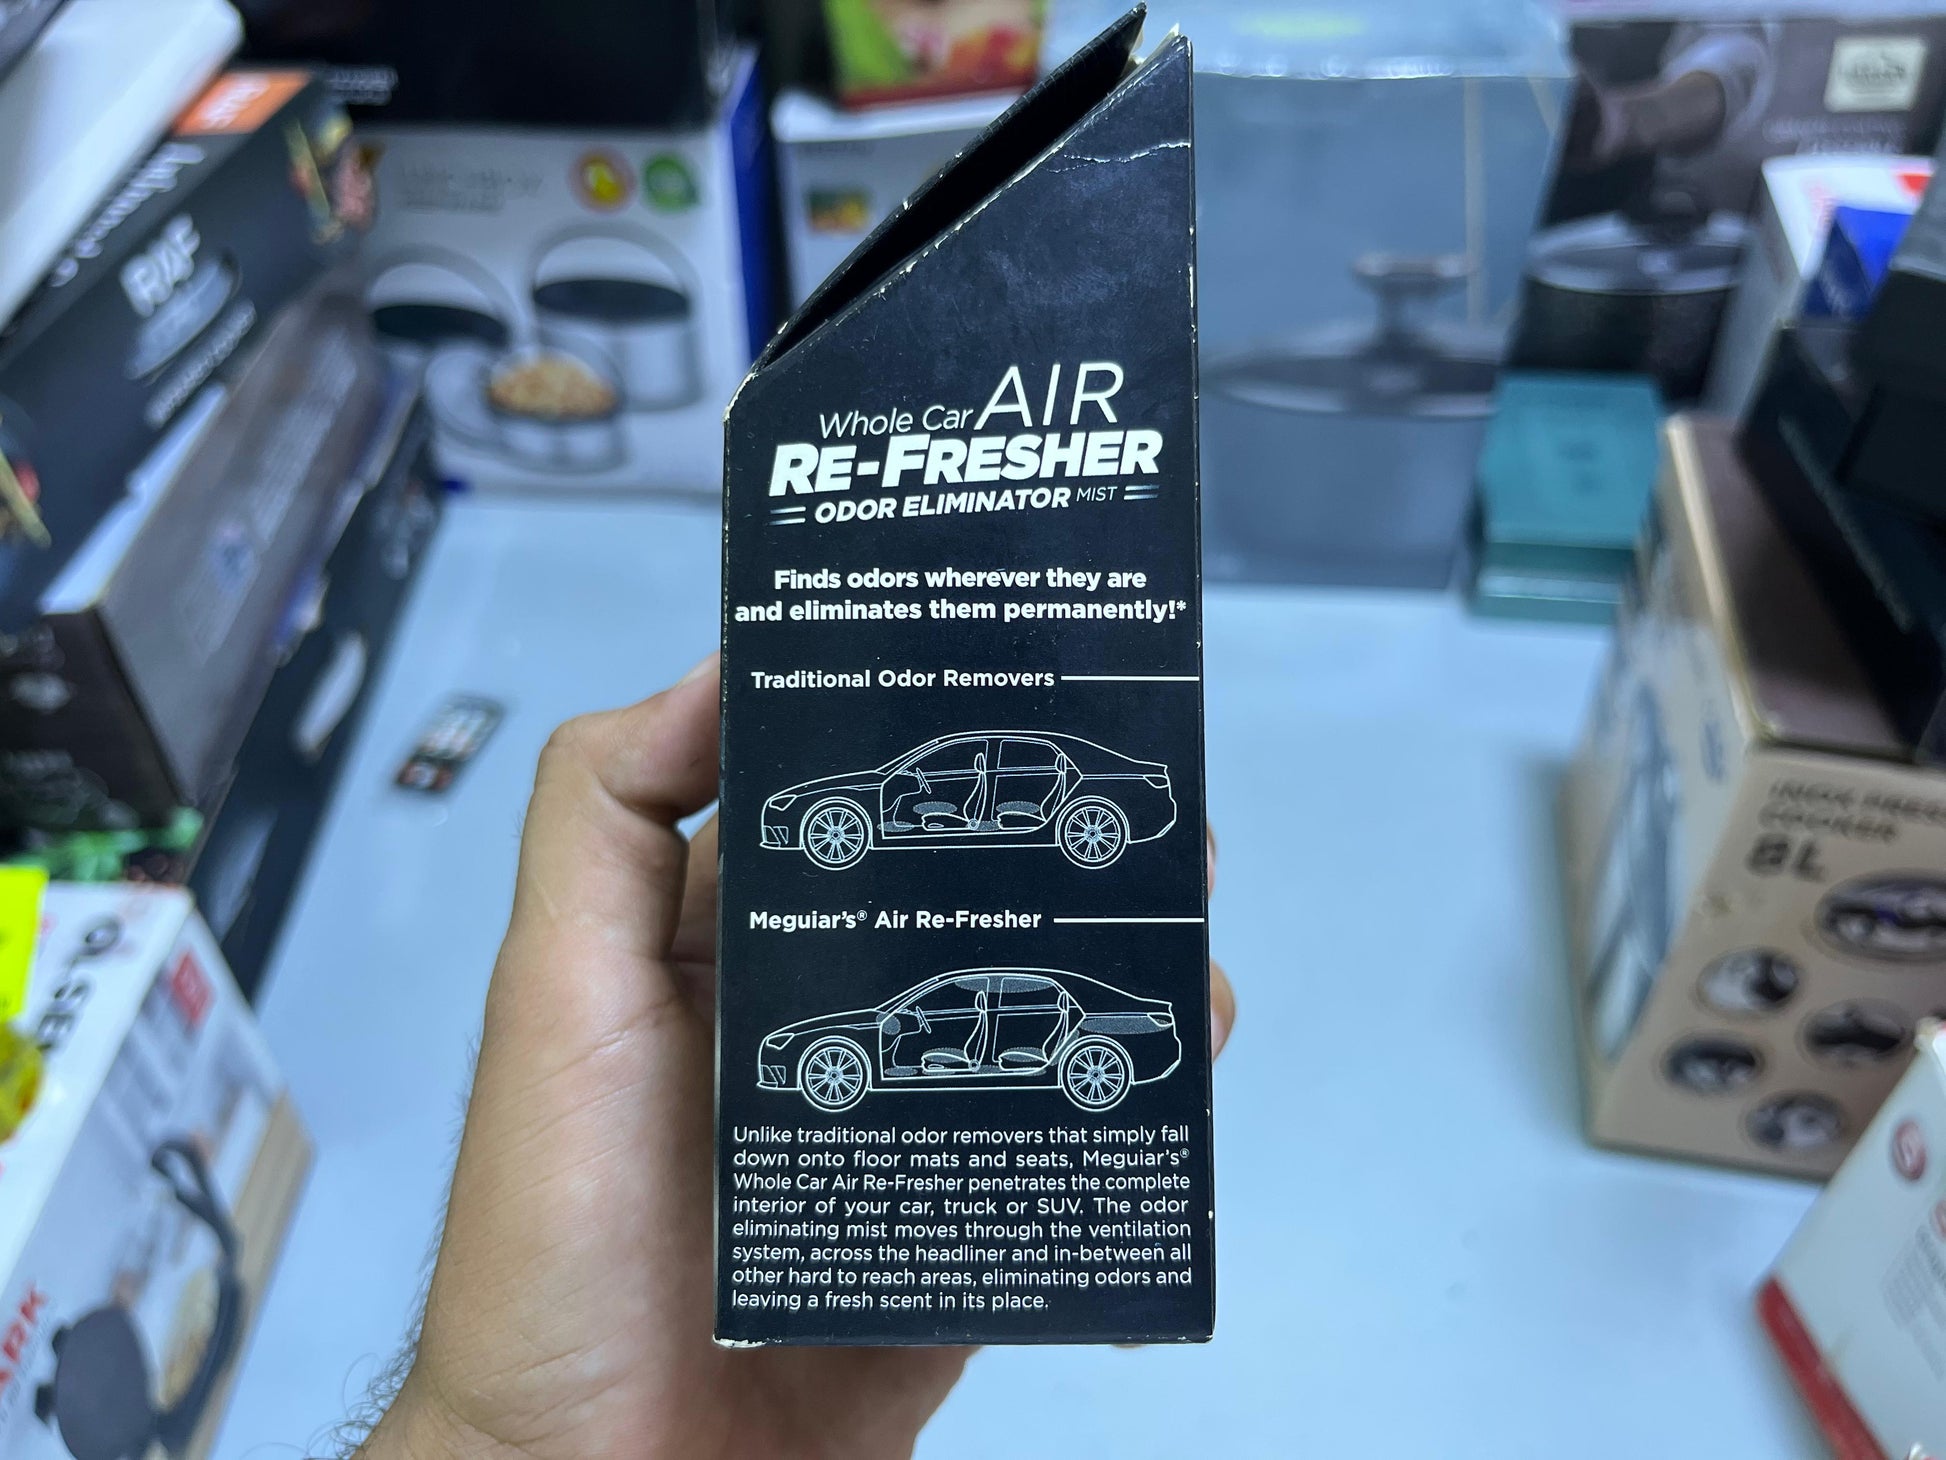 Whole Car AIR
RE-FRESHER
ODOR ELIMINATOR MIST
Finds odors wherever they are
and eliminates them permanently!*
Traditional Odor Removers
Meguiar's® Air Re-Fresher
Unlike traditional odor removers that simply fall
down onto floor mats and seats, Meguiar's®
Whole Car Air Re-Fresher penetrates the complete
interior of your car, truck or SUV. The odor
eliminating mist moves through the ventilation
system, across the headliner and in-between all
other hard to reach areas, eliminating odors and
leaving a fresh scent in its place.
COOKER
8L